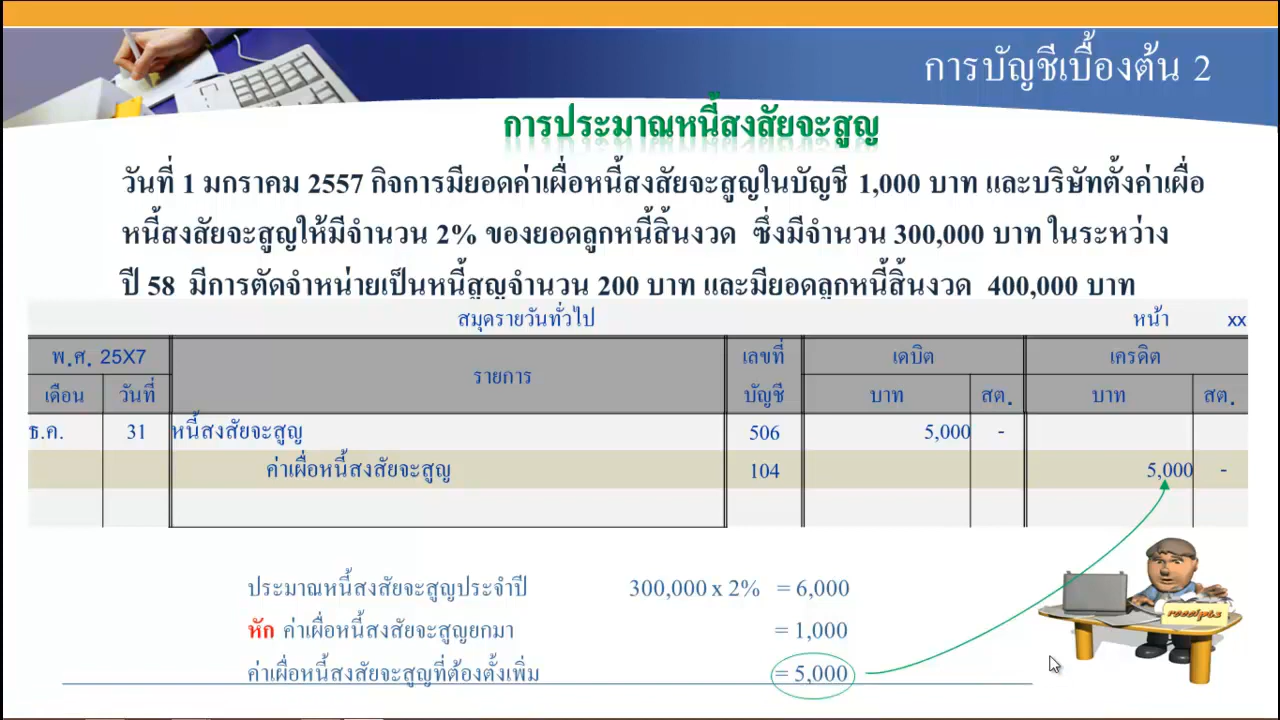 การบัญชีเบื้องต้น 2
การประมาณหนี้สงสัยจะสูญ
วันที่ 1 มกราคม 2557 กิจการมียอดค่าเผื่อหนี้สงสัยจะสูญในบัญชี 1,000 บาท และบริษัทตั้งค่าเผื่อ
หนี้สงสัยจะสูญให้มีจำนวน 2% ของยอดลูกหนี้สิ้นงวด ซึ่งมีจำนวน 300,000 บาท ในระหว่าง
ปี 58 มีการตัดจำหน่ายเป็นหนี้สูญจำนวน 200 บาท และมียอดลูกหนี้สิ้นงวด 400,000 บาท
สมุดรายวันทั่วไป หน้า xx
พ.ศ. 25X7 รายการ เลขที่ เดบิต เครดิต
เดือน วันที่ บัญชี บาท สต. บาท สต.
ธ.ค. 31 หนี้สงสัยจะสูญ 506 5,000 -
ค่าเผื่อหนี้สงสัยจะสูญ 104 5,000 -
ประมาณหนี้สงสัยจะสูญประจำปี 300,000 x 2% = 6,000
หัก ค่าเผื่อหนี้สงสัยจะสูญยกมา = 1,000
ค่าเผื่อหนี้สงสัยจะสูญที่ต้องตั้งเพิ่ม = 5,000
receipts